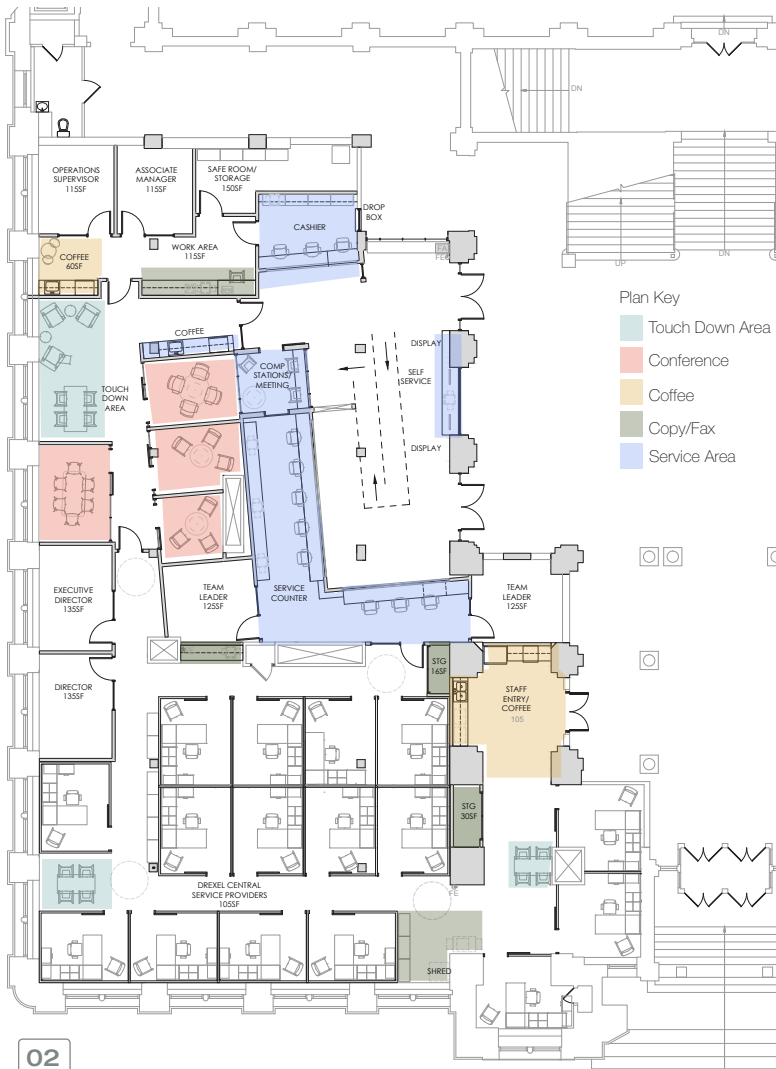 DN
OPERATIONS
SUPERVISOR
115SF
ASSOCIATE
MANAGER
115SF
SAFE ROOM/
STORAGE
150SF
DROP
BOX
CASHIER
WORK AREA
115SF
COFFEE
60SF
UP
DN
DN
Plan Key
Touch Down Area
Conference
Coffee
Copy/Fax
Service Area
COFFEE
COMP
STATIONS/
MEETING
DISPLAY
SELF
SERVICE
DISPLAY
TOUCH
DOWN
AREA
EXECUTIVE
DIRECTOR
135SF
TEAM
LEADER
125SF
SERVICE
COUNTER
TEAM
LEADER
125SF
DIRECTOR
135SF
STG
16SF
STAFF
ENTRY/
COFFEE
105
STG
30SF
DREXEL CENTRAL
SERVICE PROVIDERS
105SF
SHRED
02